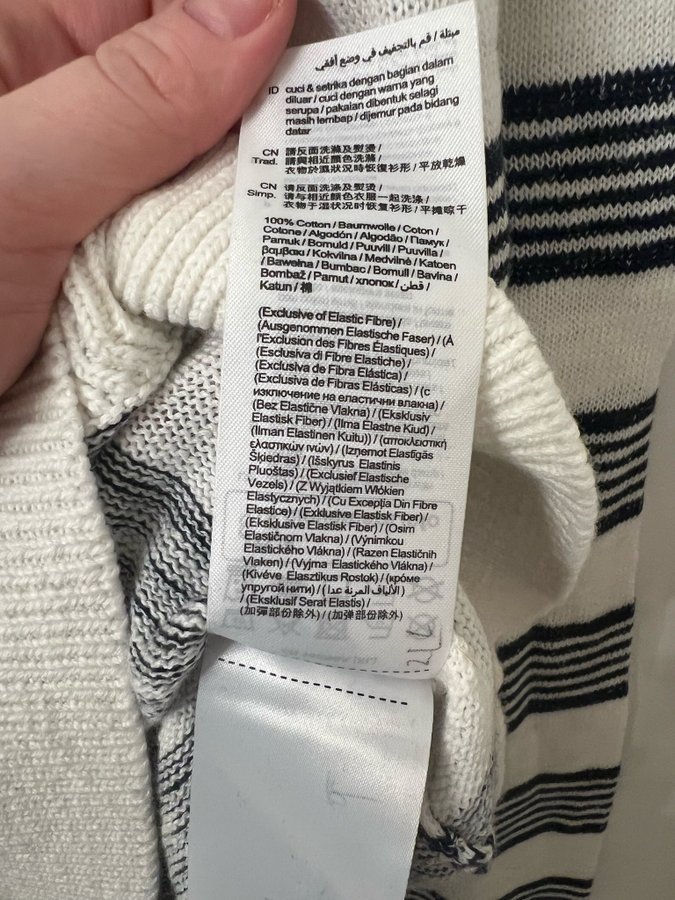 مبتلة / قم بالتجفيف في وضع أفقي
ID cuci & setrika dengan bagian dalam
diluar / cuci dengan warna yang
serupa / pakaian dibentuk selagi
masih lembap / dijemur pada bidang
datar
CN 請反面洗滌及熨燙 /
Trad. 請與相近顏色洗滌 /
衣物於濕狀況時恢復衫形 / 平放乾燥
CN 请反面洗涤及熨烫 /
Simp. 请与相近颜色衣服一起洗涤 /
衣物于湿状况时恢复衫形 / 平摊晾干
100% Cotton / Baumwolle / Coton /
Cotone / Algodón / Algodão / Памук /
Pamuk / Bomuld / Puuvill / Puuvilla /
βαμβακι / Kokvilna / Medvilnė / Katoen
/ Bawełna / Bumbac / Bomull / Bavlna /
Bombaž / Pamut / хлопок / قطن /
Katun / 棉
(Exclusive of Elastic Fibre) /
(Ausgenommen Elastische Faser) / (À
l'Exclusion des Fibres Élastiques) /
(Esclusiva di Fibre Elastiche) /
(Exclusiva de Fibra Elástica) /
(Exclusiva de Fibras Elásticas) / (с
изключение на еластични влакна) /
(Bez Elastične Vlakna) / (Eksklusiv
Elastisk Fiber) / (Ilma Elastne Kiud) /
(Ilman Elastinen Kuitu)) / (αποκλειστική
ελαστικών ινών) / (Izņemot Elastīgās
Šķiedras) / (Išskyrus Elastinis
Pluoštas) / (Exclusief Elastische
Vezels) / (Z Wyjątkiem Włókien
Elastycznych) / (Cu Excepția Din Fibre
Elastice) / (Exklusive Elastisk Fiber) /
(Eksklusive Elastisk Fiber) / (Osim
Elastičnom Vlakna) / (Výnimkou
Elastického Vlákna) / (Razen Elastičnih
Vlaken) / (Vyjma Elastického Vlákna) /
(Kivéve Elasztikus Rostok) / (кроме
упругой нити) / (الألياف المرنة عدا)
/ (Eksklusif Serat Elastis) /
(加彈部份除外) / (加弹部份除外)